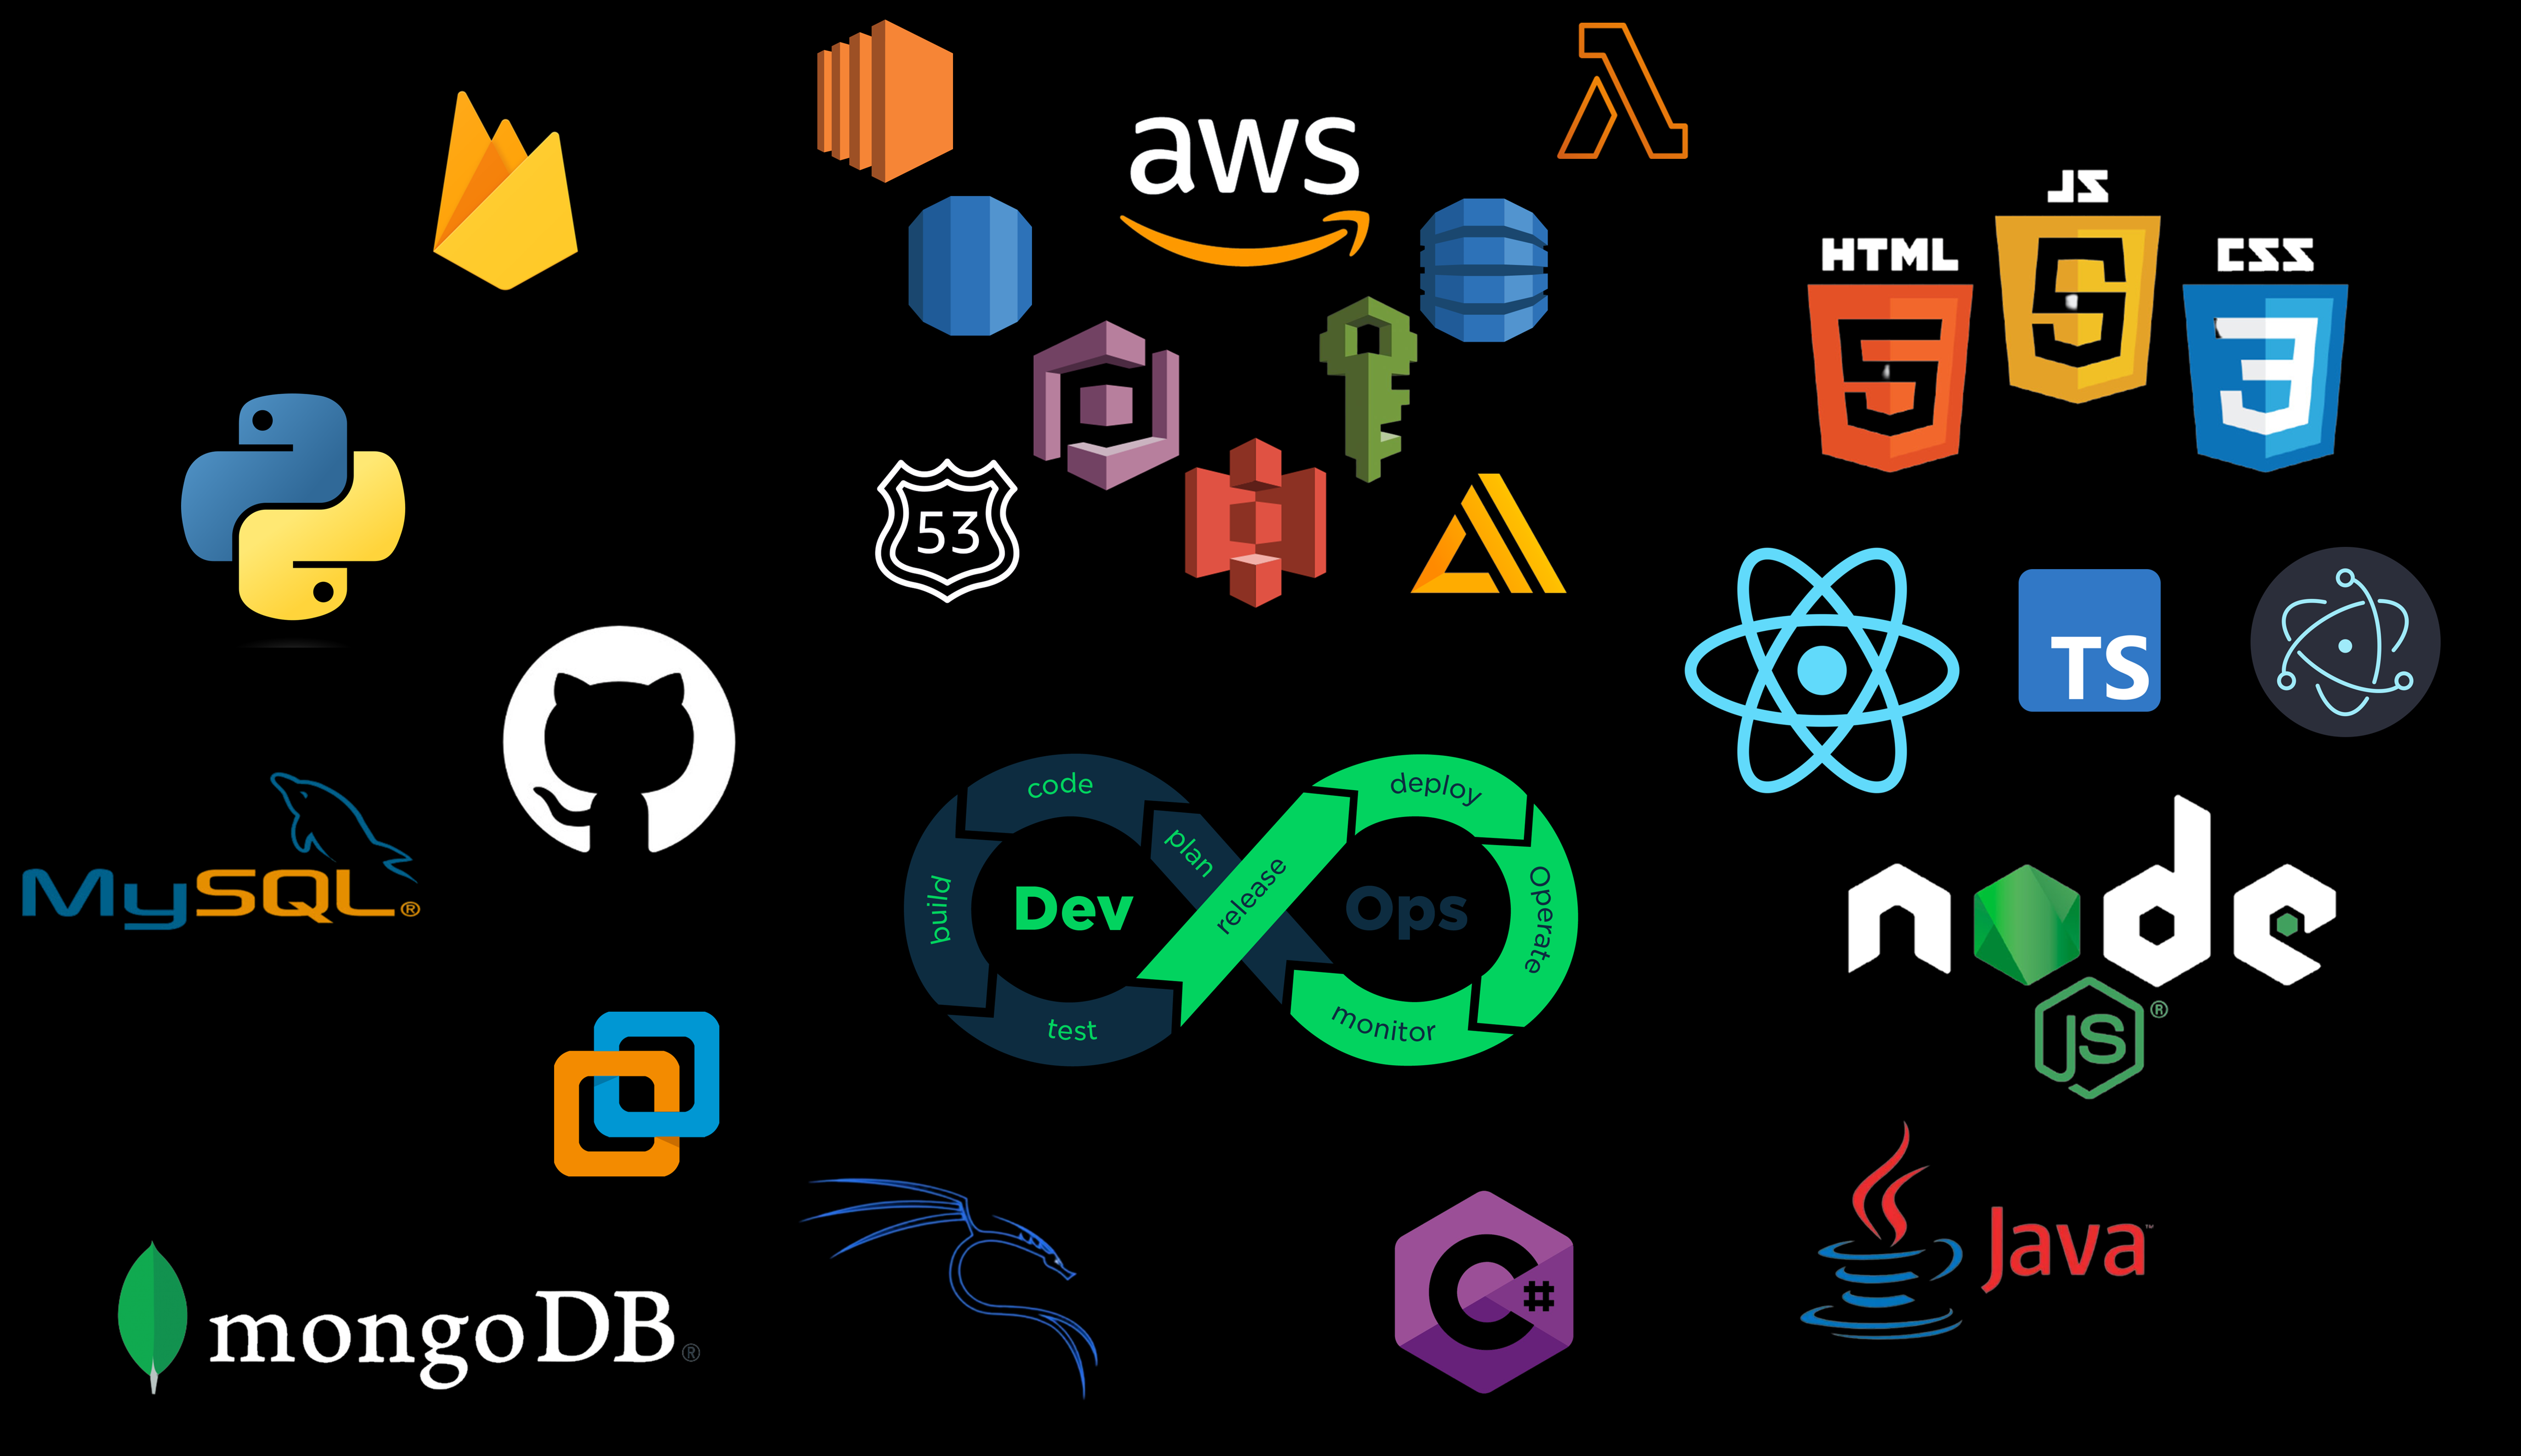 aws
JS
HTML
CSS
53
TS
MySQL®
code
plan
build
Dev
test
release
deploy
Ops
Operate
monitor
node
JS®
mongoDB®
C#
Java™